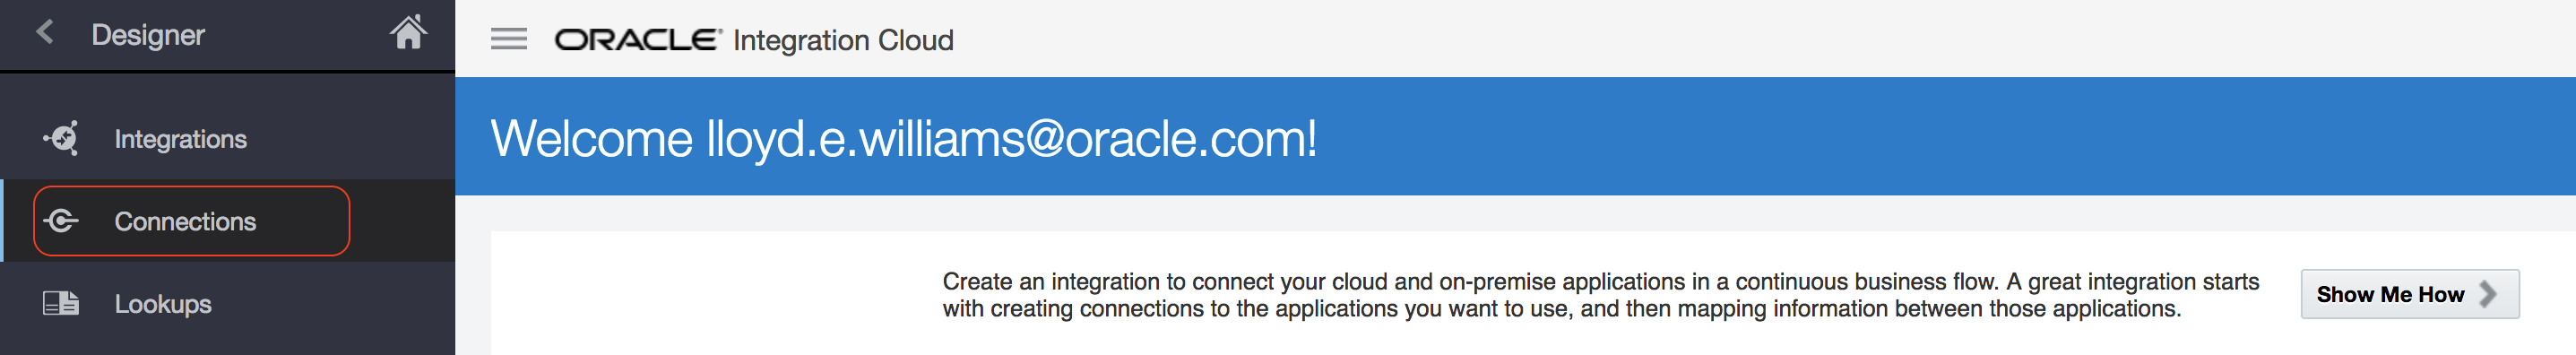 Designer
ORACLE® Integration Cloud
Welcome lloyd.e.williams@oracle.com!
Integrations
Connections
Lookups
Create an integration to connect your cloud and on-premise applications in a continuous business flow. A great integration starts
with creating connections to the applications you want to use, and then mapping information between those applications.
Show Me How